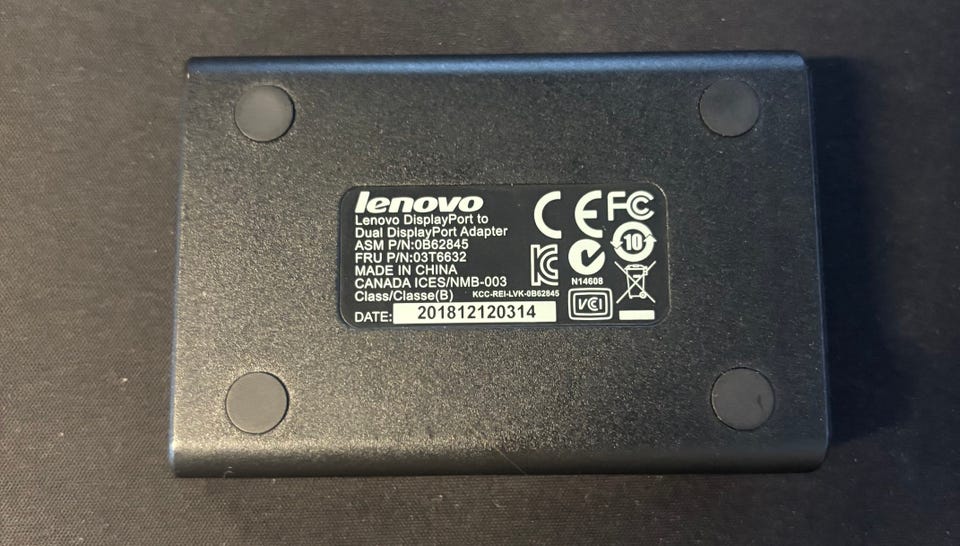 lenovo
Lenovo DisplayPort to
Dual DisplayPort Adapter
ASM P/N:0B62845
FRU P/N:03T6632
MADE IN CHINA
CANADA ICES/NMB-003
Class/Classe(B)
KCC-REI-LVK-0B62845
DATE: 201812120314
CE
FC
10
N14608
VCI